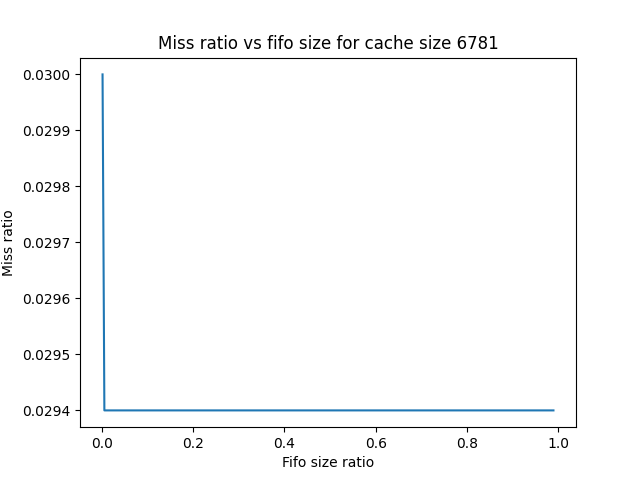 Miss ratio vs fifo size for cache size 6781
0.0300
0.0299
0.0298
0.0297
0.0296
0.0295
0.0294
Miss ratio
0.0 0.2 0.4 0.6 0.8 1.0
Fifo size ratio